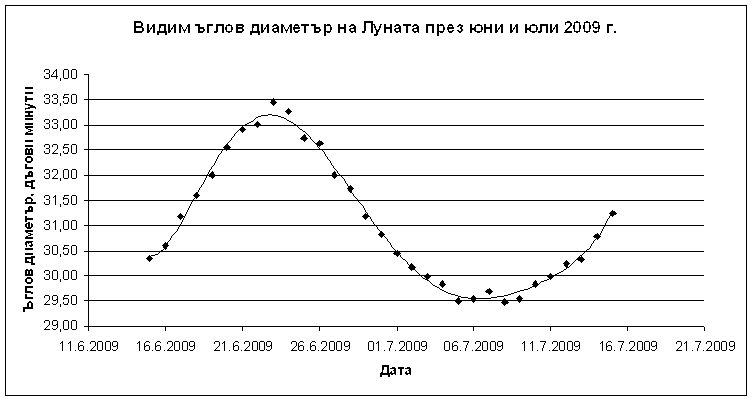 Видим ъглов диаметър на Луната през юни и юли 2009 г.
Ъглов диаметър, дъгови минути
34,00
33,50
33,00
32,50
32,00
31,50
31,00
30,50
30,00
29,50
29,00
11.6.2009 16.6.2009 21.6.2009 26.6.2009 01.7.2009 06.7.2009 11.7.2009 16.7.2009 21.7.2009
Дата